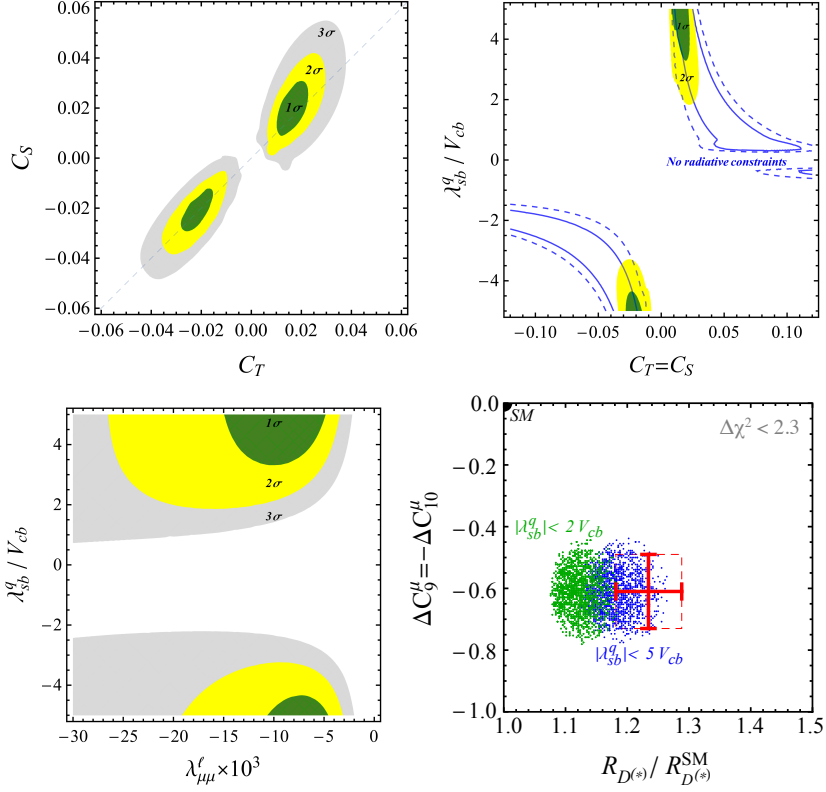 0.06
0.04
0.02
0.00
−0.02
−0.04
−0.06
C_S
3σ
2σ
1σ
−0.06 −0.04 −0.02 0.00 0.02 0.04 0.06
C_T
4
2
0
−2
−4
λ^q_sb / V_cb
1σ
2σ
No radiative constraints
−0.10 −0.05 0.00 0.05 0.10
C_T=C_S
4
2
0
−2
−4
λ^q_sb / V_cb
1σ
2σ
3σ
−30 −25 −20 −15 −10 −5 0
λ^ℓ_μμ×10^3
0.0
−0.2
−0.4
−0.6
−0.8
−1.0
ΔC^μ_9=−ΔC^μ_10
SM
Δχ^2 < 2.3
|λ^q_sb|< 2 V_cb
|λ^q_sb|< 5 V_cb
1.0 1.1 1.2 1.3 1.4 1.5
R_D^(*) / R^SM_D^(*)